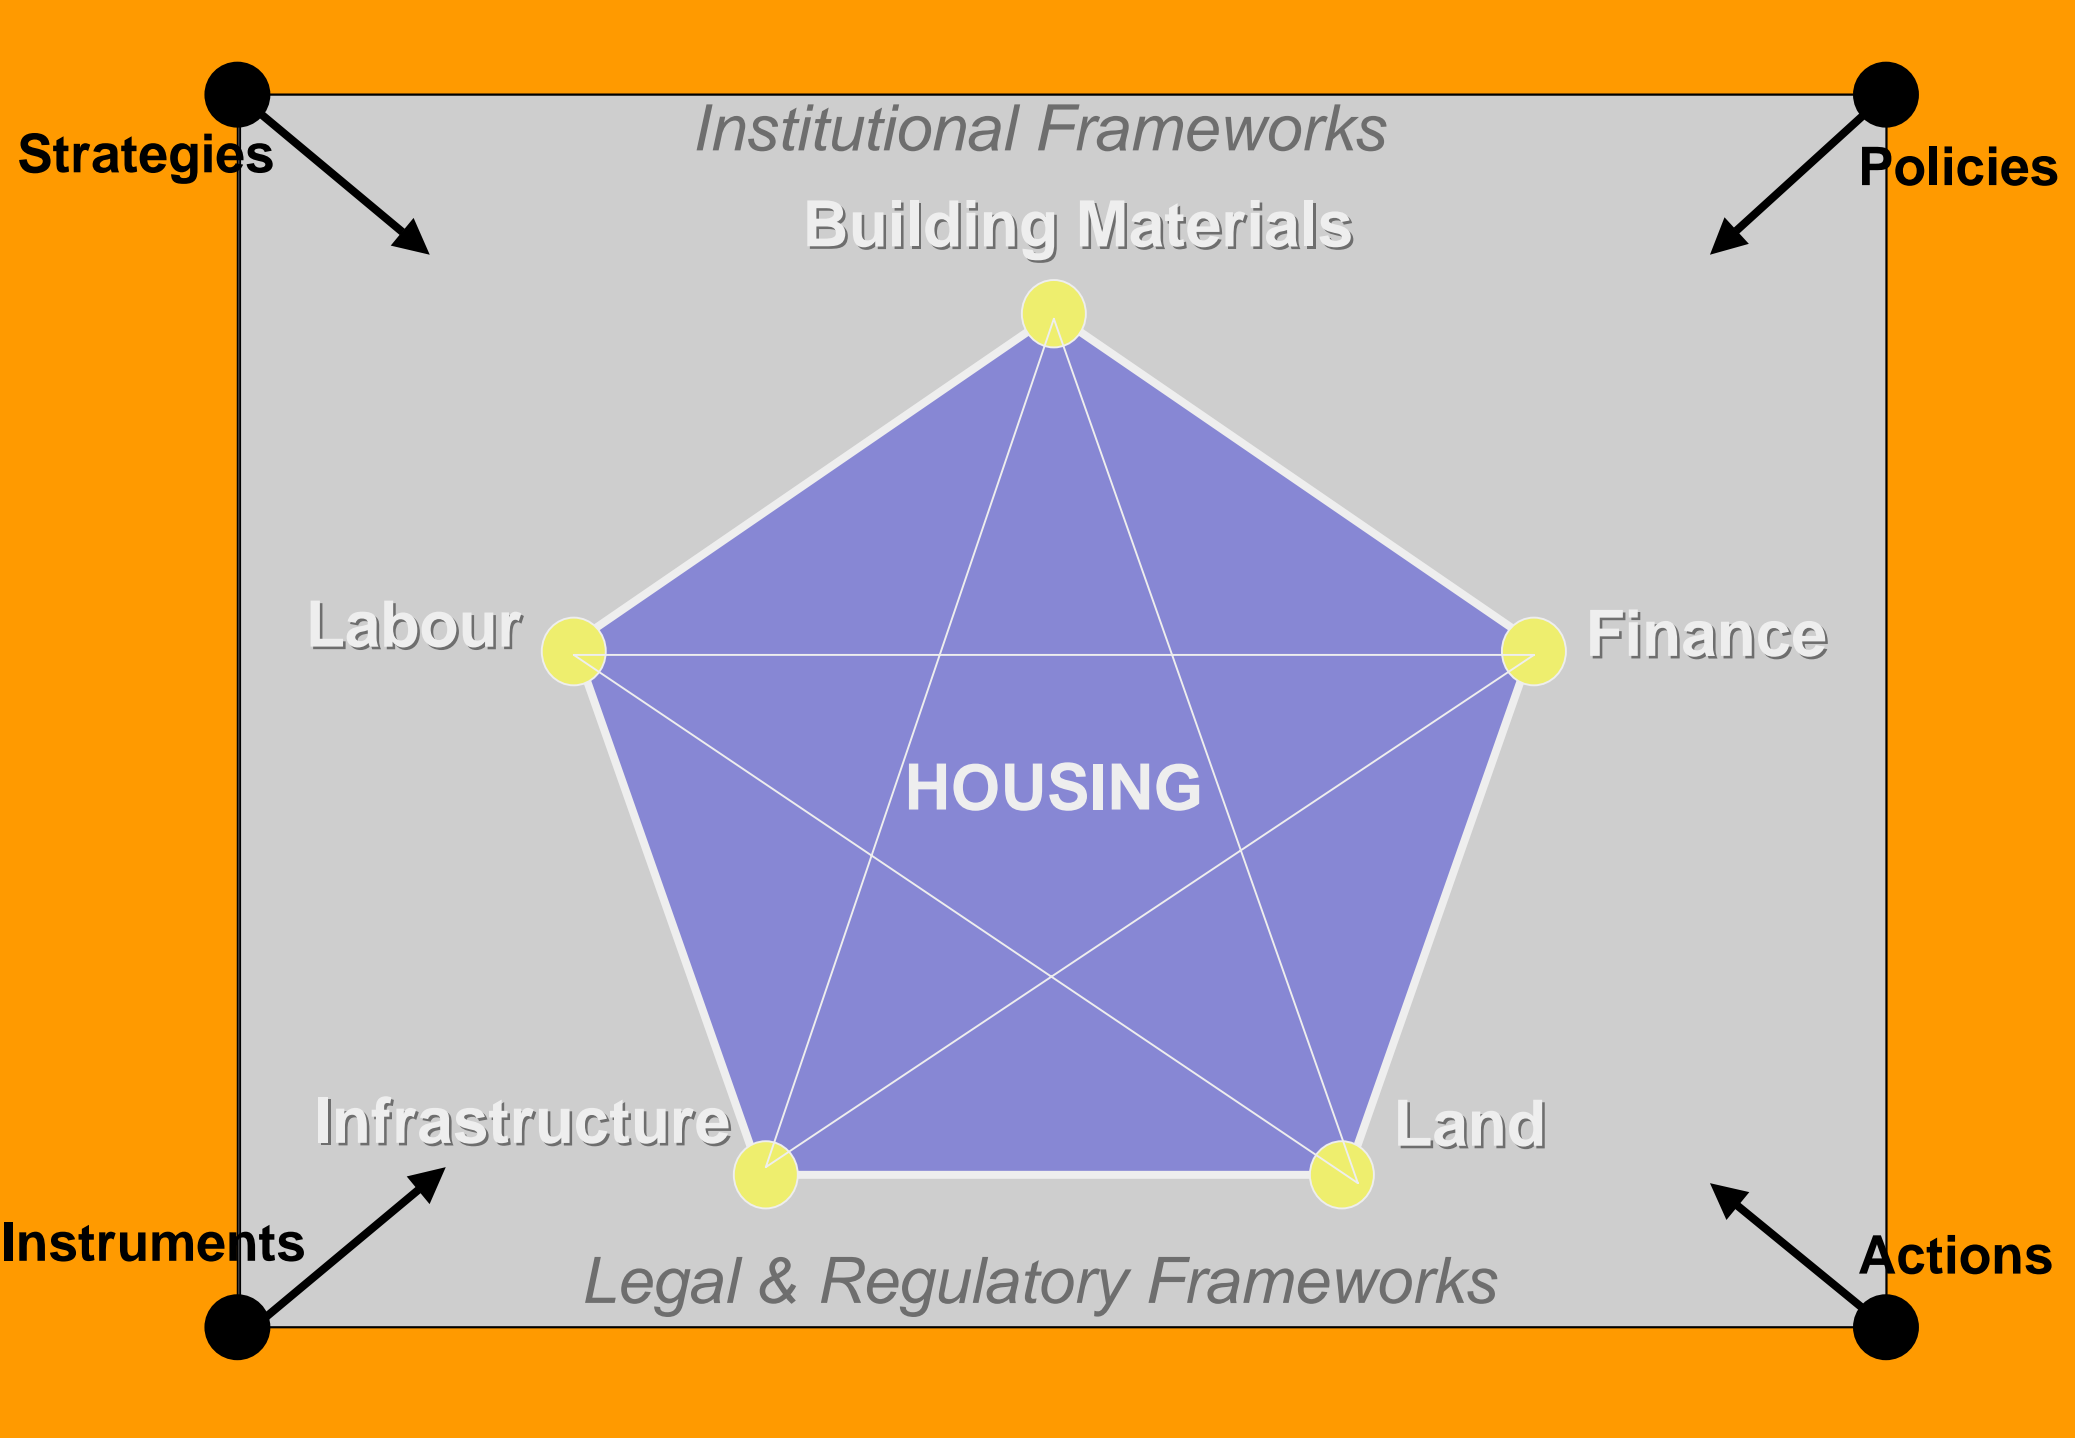 Institutional Frameworks
Strategies
Policies
Building Materials
Labour
Finance
HOUSING
Infrastructure
Land
Instruments
Actions
Legal & Regulatory Frameworks